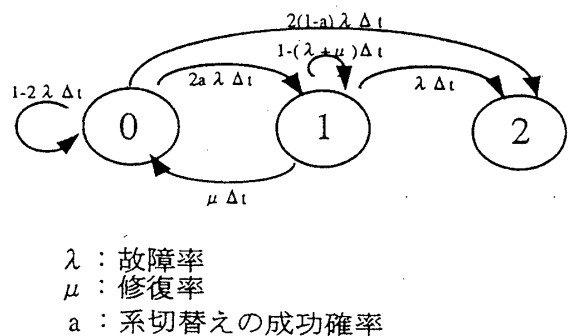 2(1-a) λ Δt
1-(λ+μ)Δt
1-2 λ Δt
2a λ Δt
λ Δt
0
1
2
μ Δt
λ：故障率
μ：修復率
a：系切替えの成功確率